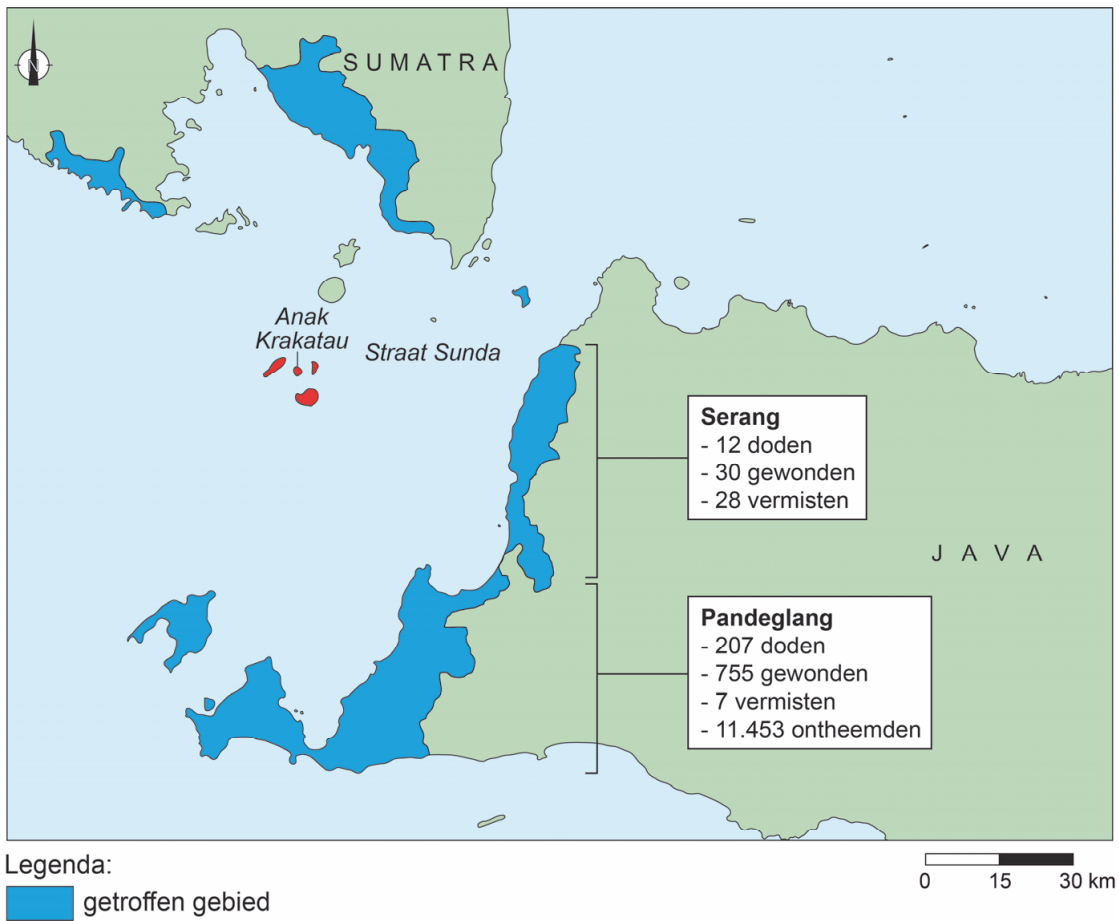 N
SUMATRA
Anak
Krakatau
Straat Sunda
Serang
- 12 doden
- 30 gewonden
- 28 vermisten
JAVA
Pandeglang
- 207 doden
- 755 gewonden
- 7 vermisten
- 11.453 ontheemden
Legenda:
getroffen gebied
0 15 30 km